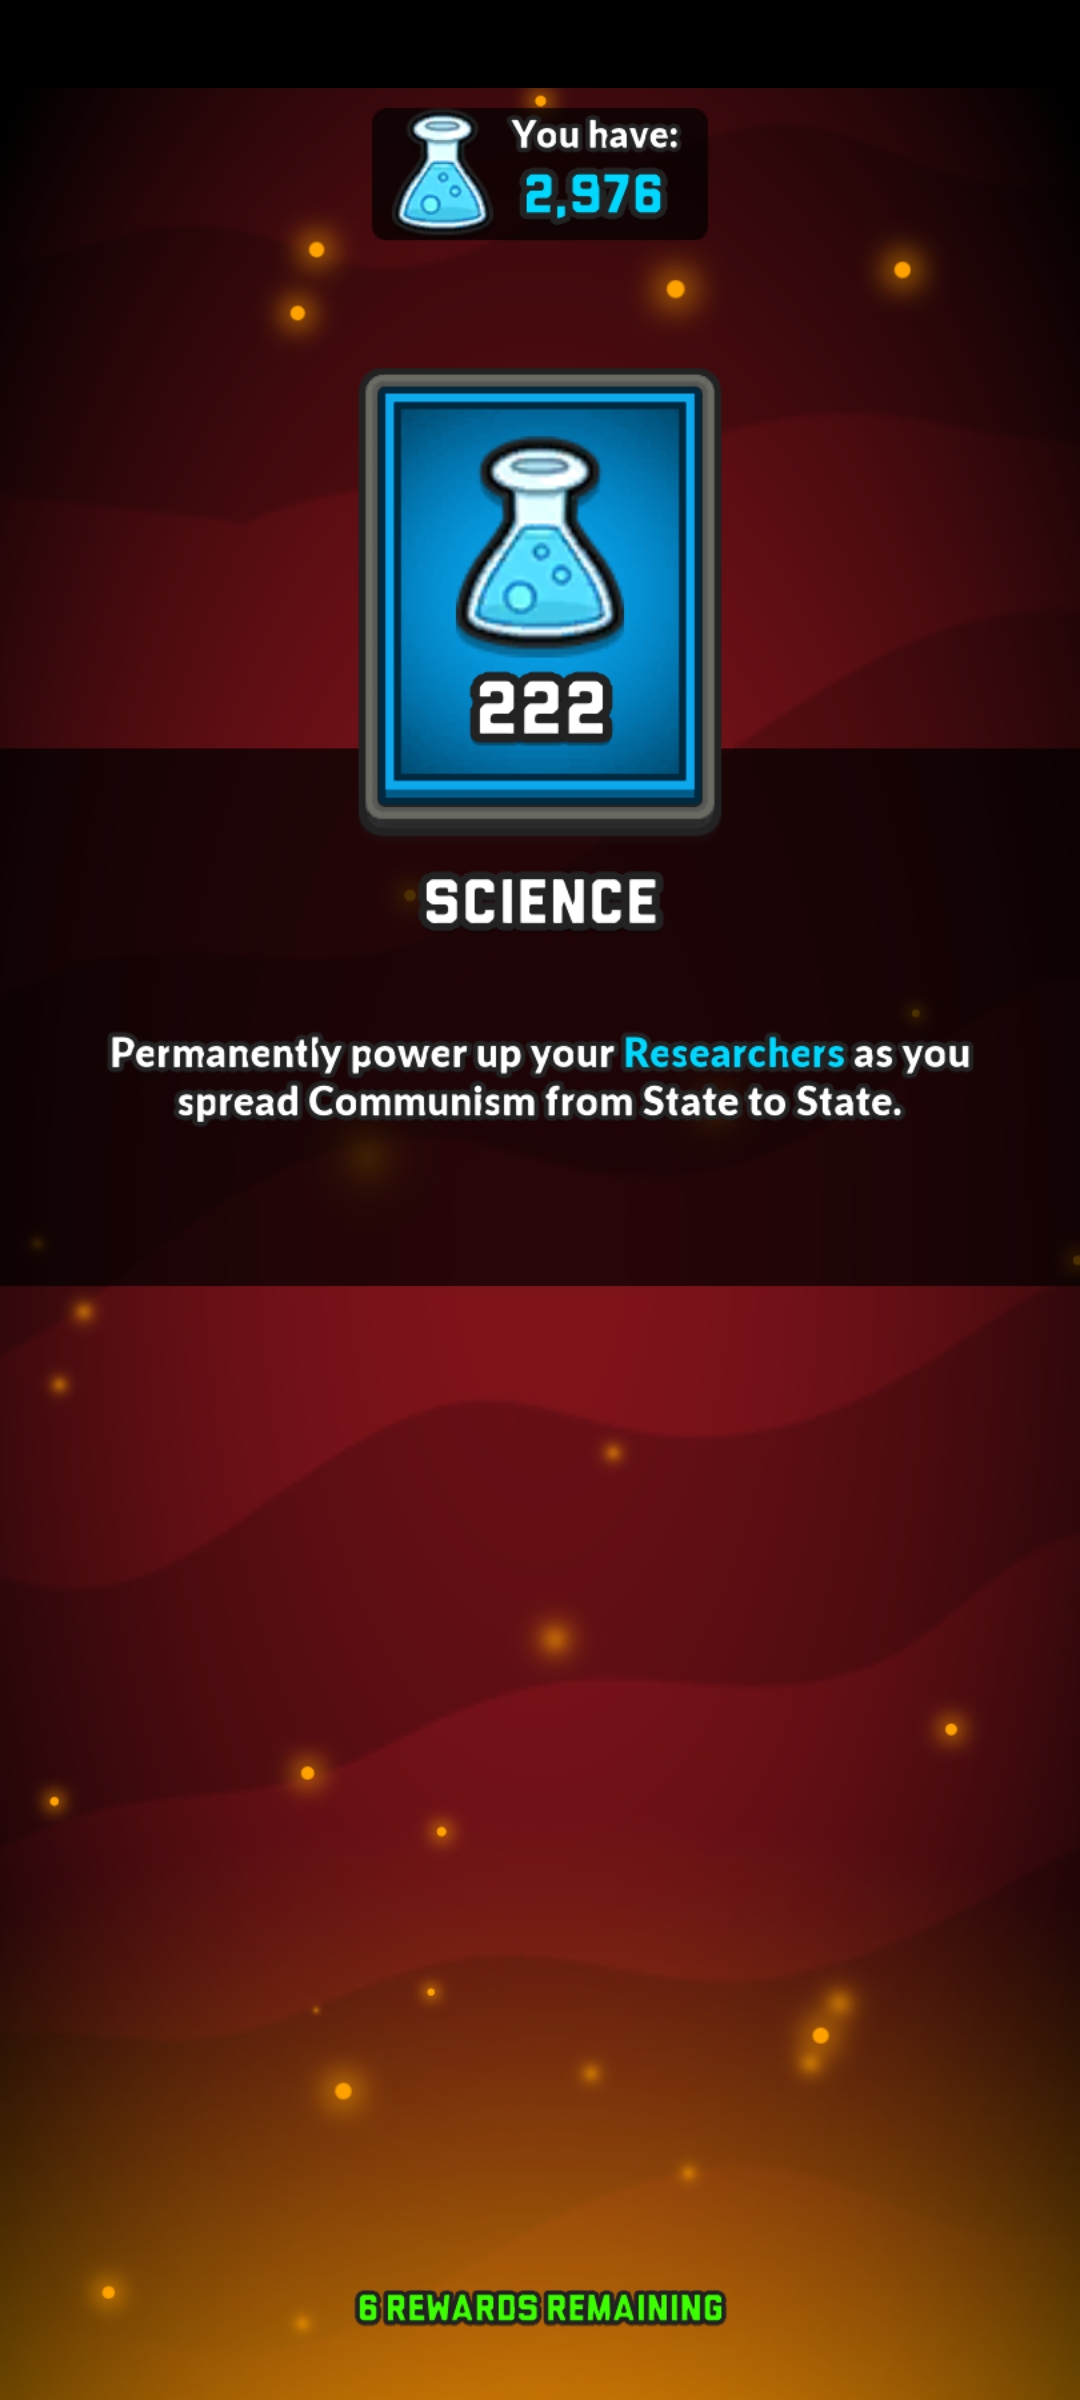 You have:
2,976
222
SCIENCE
Permanently power up your Researchers as you
spread Communism from State to State.
6 REWARDS REMAINING